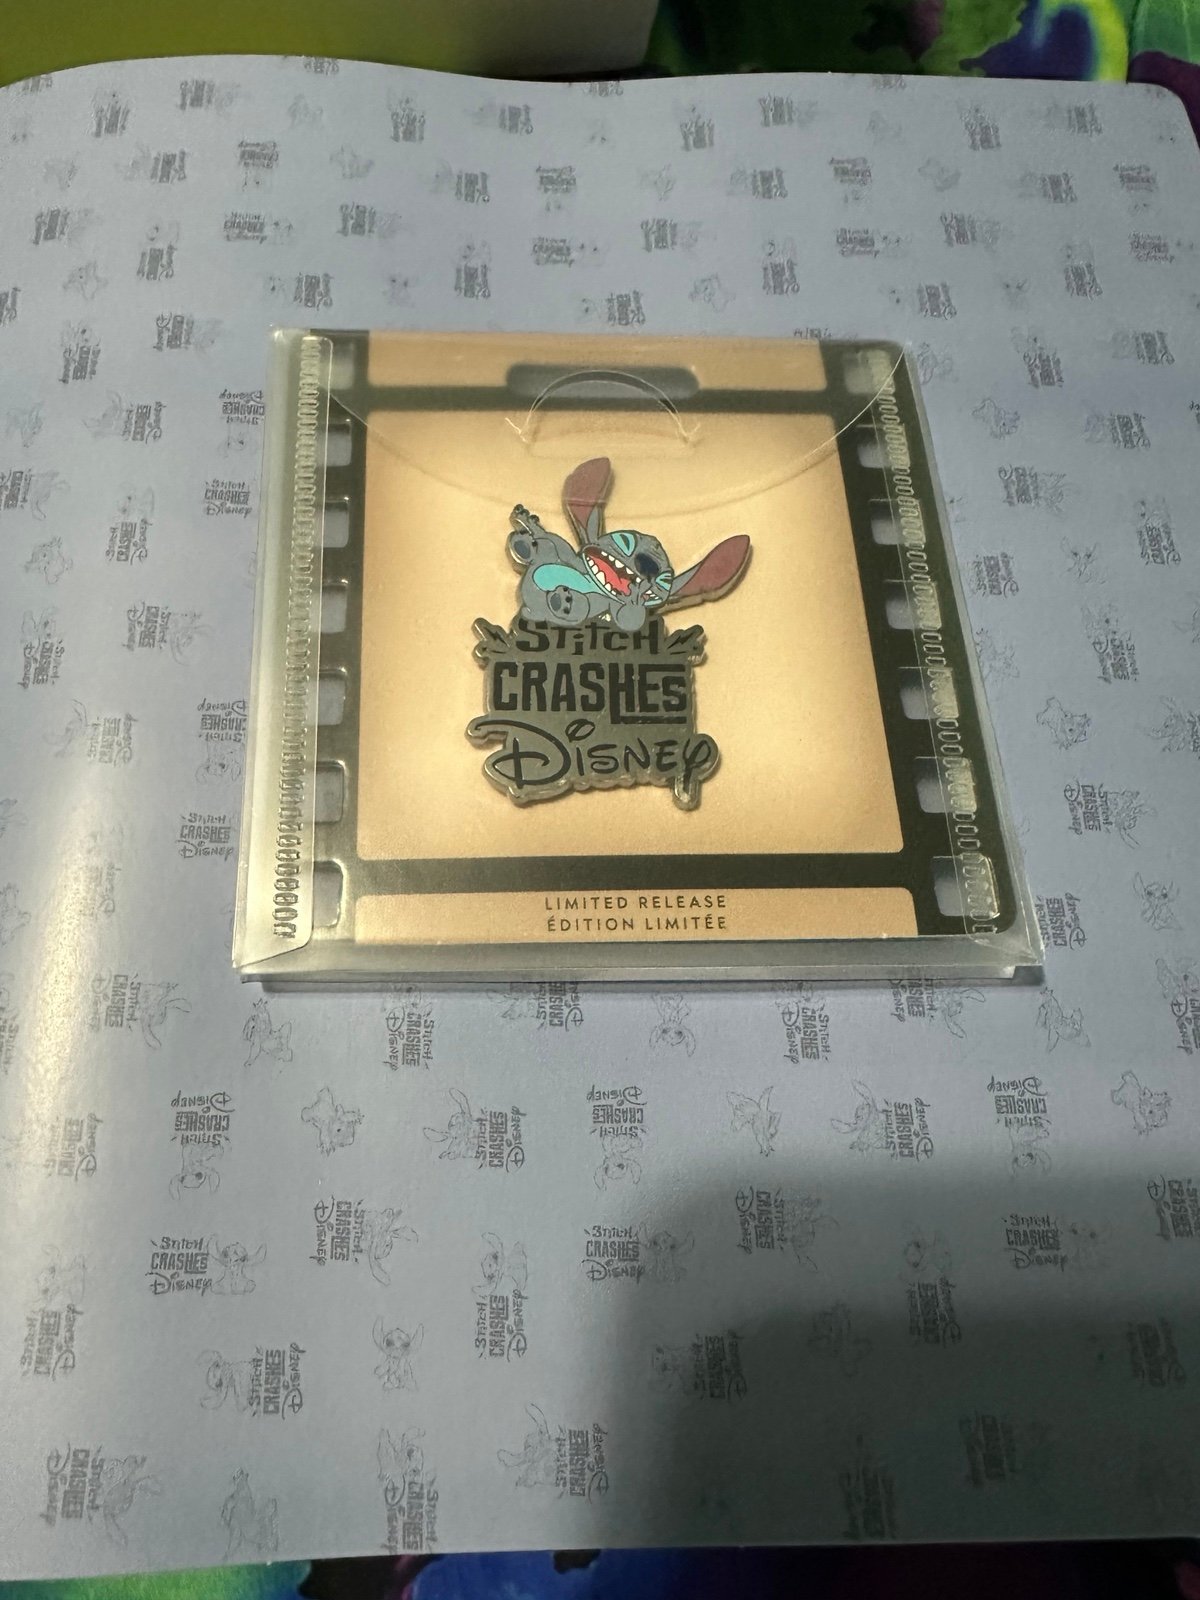 STITCH
CRASHES
DISNEY
LIMITED RELEASE
ÉDITION LIMITÉE